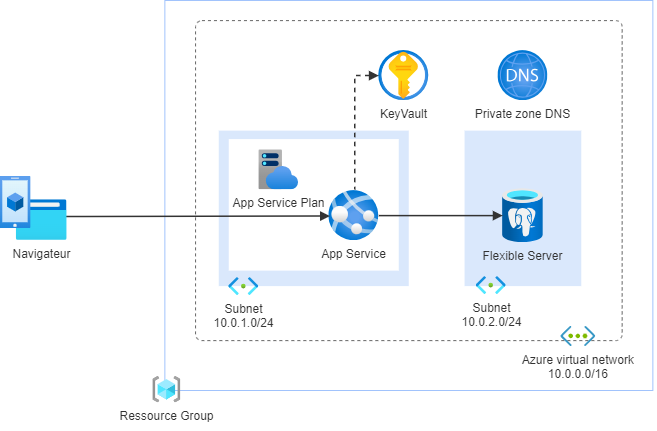 DNS
KeyVault
Private zone DNS
App Service Plan
Navigateur
App Service
Flexible Server
Subnet
10.0.1.0/24
Subnet
10.0.2.0/24
Azure virtual network
10.0.0.0/16
Ressource Group